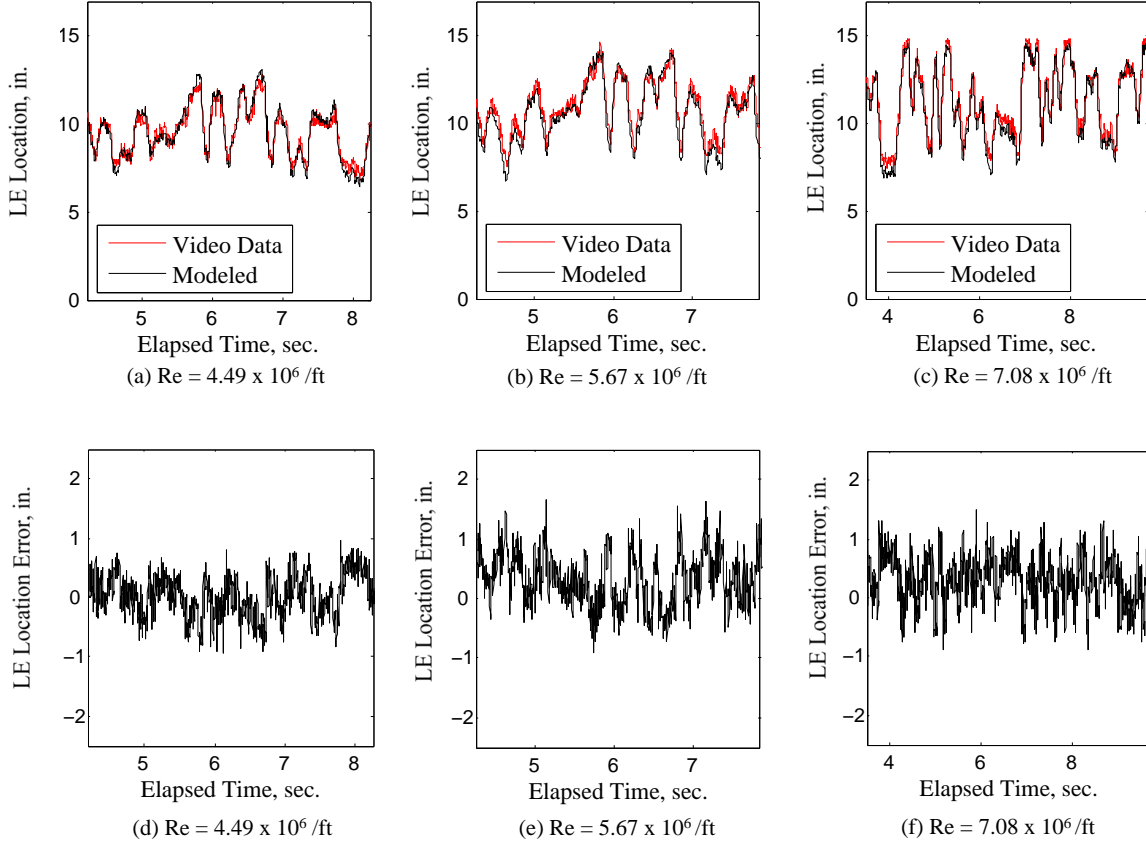 LE Location, in.
15
10
5
0
Video Data
Modeled
5
6
7
8
Elapsed Time, sec.
(a) Re = 4.49 x 10⁶ /ft
LE Location, in.
15
10
5
0
Video Data
Modeled
5
6
7
Elapsed Time, sec.
(b) Re = 5.67 x 10⁶ /ft
LE Location, in.
15
10
5
0
Video Data
Modeled
4
6
8
Elapsed Time, sec.
(c) Re = 7.08 x 10⁶ /ft
LE Location Error, in.
2
1
0
−1
−2
5
6
7
8
Elapsed Time, sec.
(d) Re = 4.49 x 10⁶ /ft
LE Location Error, in.
2
1
0
−1
−2
5
6
7
Elapsed Time, sec.
(e) Re = 5.67 x 10⁶ /ft
LE Location Error, in.
2
1
0
−1
−2
4
6
8
Elapsed Time, sec.
(f) Re = 7.08 x 10⁶ /ft